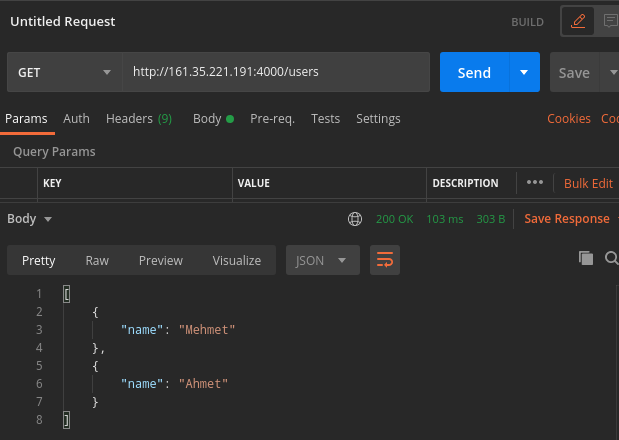 Untitled Request BUILD
GET http://161.35.221.191:4000/users Send Save
Params Auth Headers (9) Body Pre-req. Tests Settings Cookies
Query Params
KEY VALUE DESCRIPTION ••• Bulk Edit
Body 200 OK 103 ms 303 B Save Response
Pretty Raw Preview Visualize JSON
1 [
2 {
3 "name": "Mehmet"
4 },
5 {
6 "name": "Ahmet"
7 }
8 ]